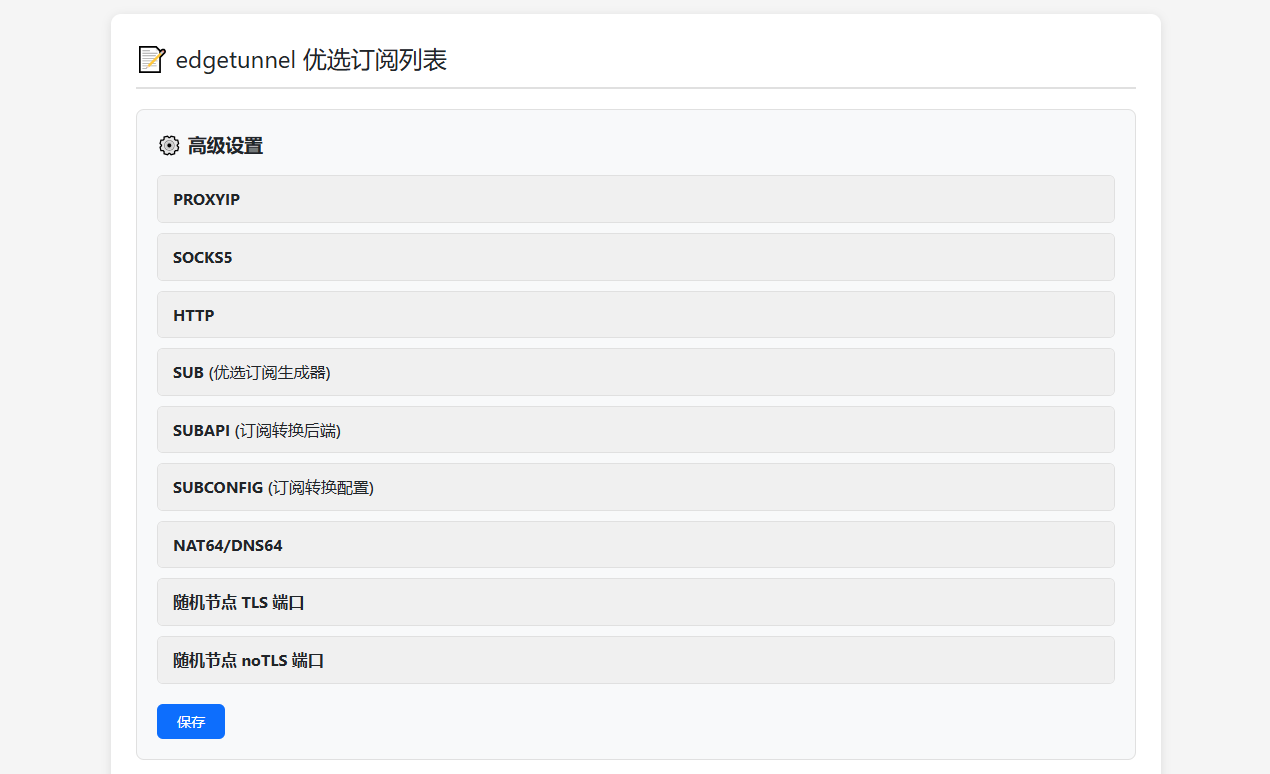 edgetunnel 优选订阅列表
高级设置
PROXYIP
SOCKS5
HTTP
SUB (优选订阅生成器)
SUBAPI (订阅转换后端)
SUBCONFIG (订阅转换配置)
NAT64/DNS64
随机节点 TLS 端口
随机节点 noTLS 端口
保存